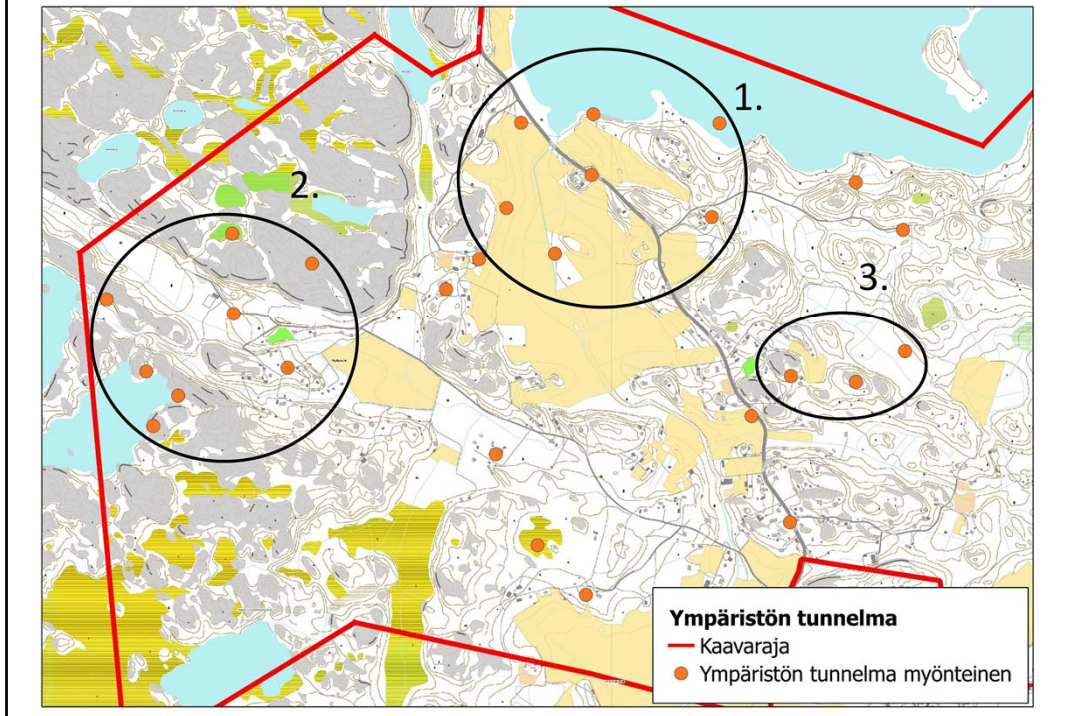 1.
2.
3.
Ympäristön tunnelma
Kaavaraja
Ympäristön tunnelma myönteinen